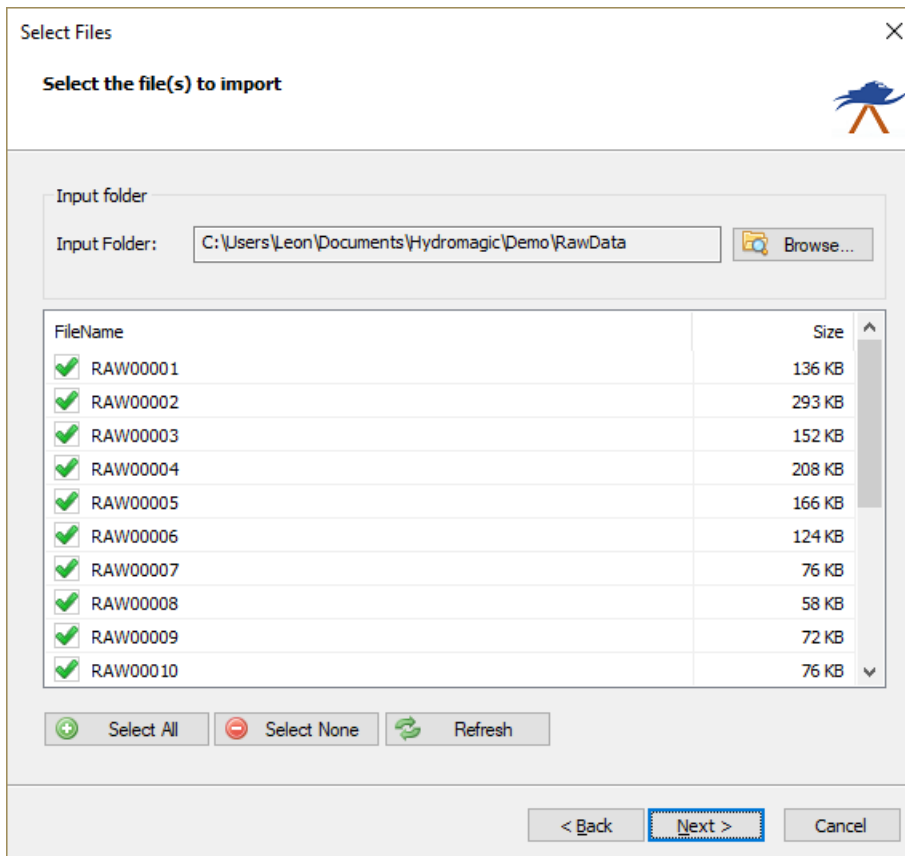 Select Files
Select the file(s) to import
Input folder
Input Folder: C:\Users\Leon\Documents\Hydromagic\Demo\RawData Browse...
FileName Size
RAW00001 136 KB
RAW00002 293 KB
RAW00003 152 KB
RAW00004 208 KB
RAW00005 166 KB
RAW00006 124 KB
RAW00007 76 KB
RAW00008 58 KB
RAW00009 72 KB
RAW00010 76 KB
Select All Select None Refresh
< Back Next > Cancel